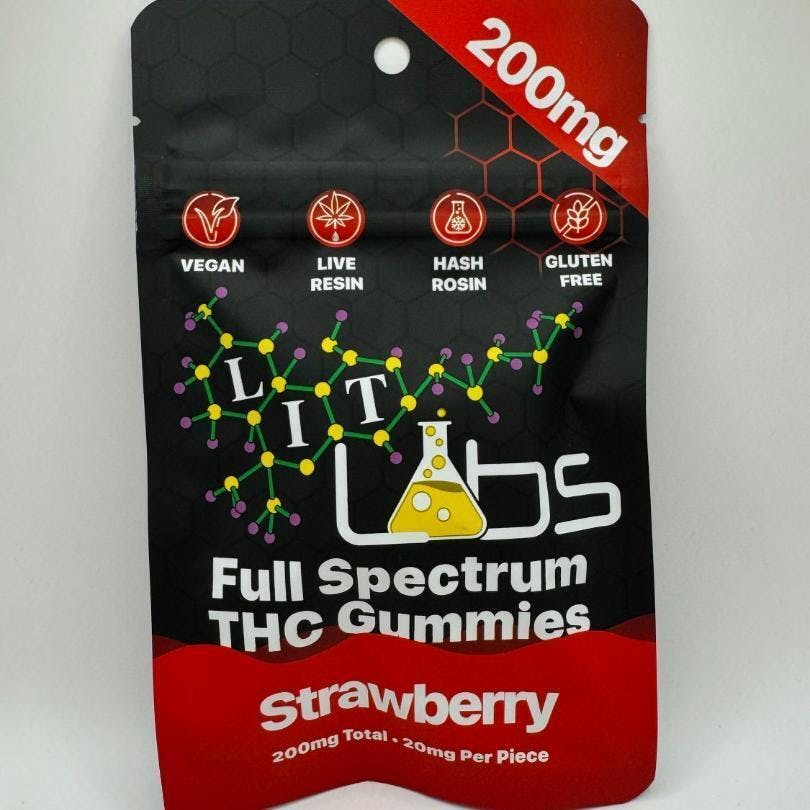 200mg
VEGAN
LIVE
RESIN
HASH
ROSIN
GLUTEN
FREE
LIT
Labs
Full Spectrum
THC Gummies
Strawberry
200mg Total • 20mg Per Piece